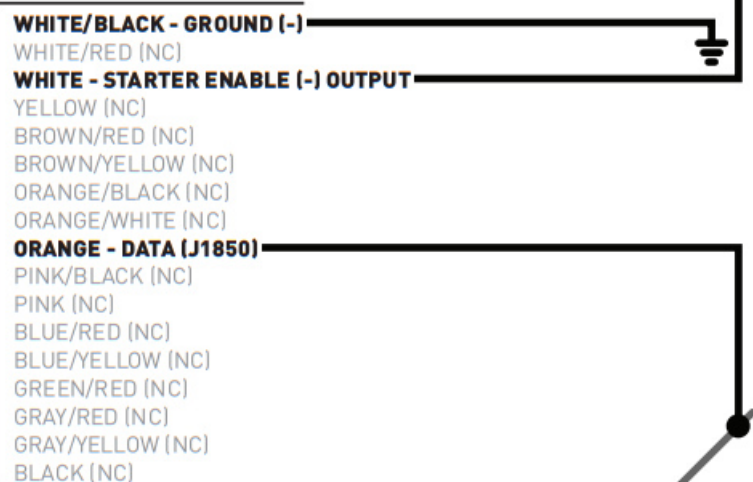 WHITE/BLACK - GROUND (-)
WHITE/RED (NC)
WHITE - STARTER ENABLE (-) OUTPUT
YELLOW (NC)
BROWN/RED (NC)
BROWN/YELLOW (NC)
ORANGE/BLACK (NC)
ORANGE/WHITE (NC)
ORANGE - DATA (J1850)
PINK/BLACK (NC)
PINK (NC)
BLUE/RED (NC)
BLUE/YELLOW (NC)
GREEN/RED (NC)
GRAY/RED (NC)
GRAY/YELLOW (NC)
BLACK (NC)